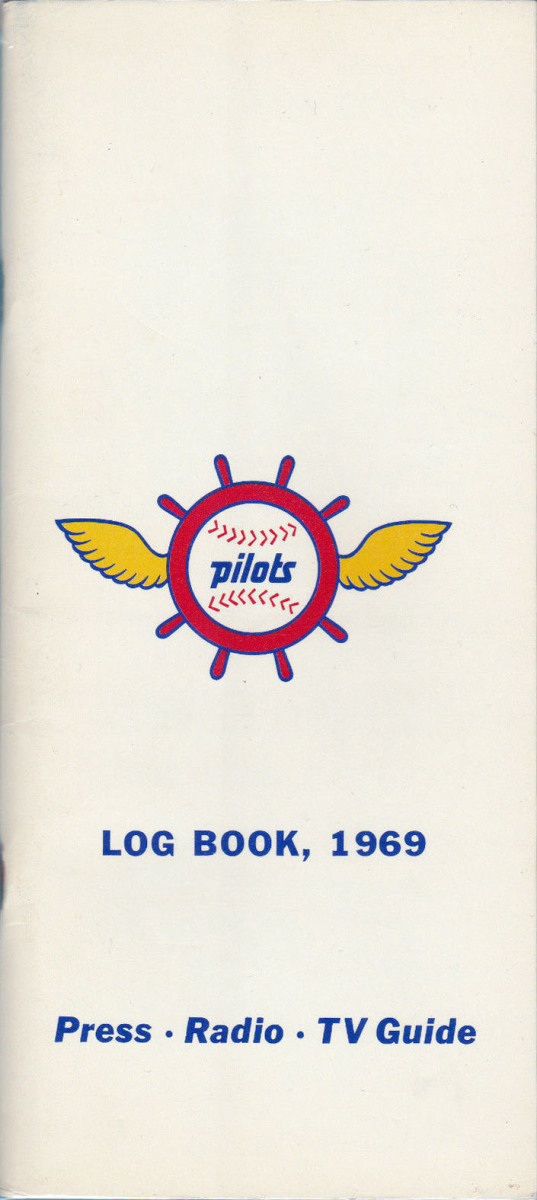 pilots
LOG BOOK, 1969
Press · Radio · TV Guide